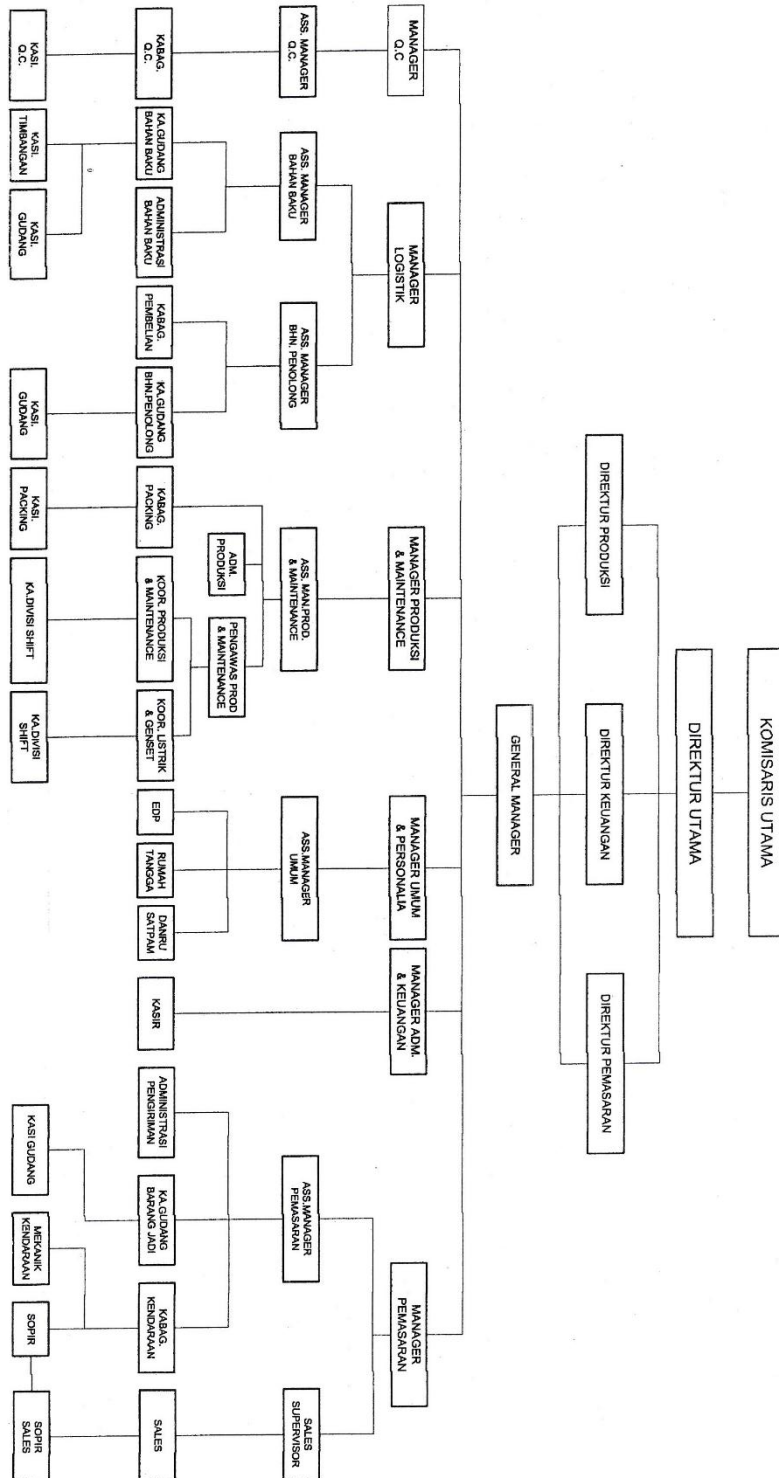 KOMISARIS UTAMA
DIREKTUR UTAMA
DIREKTUR PRODUKSI
DIREKTUR KEUANGAN
DIREKTUR PEMASARAN
GENERAL MANAGER
MANAGER
Q.C
MANAGER
LOGISTIK
MANAGER PRODUKSI
& MAINTENANCE
MANAGER UMUM
& PERSONALIA
MANAGER ADM.
& KEUANGAN
MANAGER
PEMASARAN
ASS. MANAGER
Q.C.
ASS. MANAGER
BAHAN BAKU
ASS. MANAGER
BHN. PENOLONG
ASS. MAN.PROD.
& MAINTENANCE
ASS.MANAGER
UMUM
ASS.MANAGER
PEMASARAN
SALES
SUPERVISOR
ADM.
PRODUKSI
PENGAWAS PROD
& MAINTENANCE
KABAG.
Q.C.
KA.GUDANG
BAHAN BAKU
ADMINISTRASI
BAHAN BAKU
KABAG.
PEMBELIAN
KA.GUDANG
BHN.PENOLONG
KABAG.
PACKING
KOOR. PRODUKSI
& MAINTENANCE
KOOR. LISTRIK
& GENSET
EDP
RUMAH
TANGGA
DANRU
SATPAM
KASIR
ADMINISTRASI
PENGIRIMAN
KA.GUDANG
BARANG JADI
KABAG.
KENDARAAN
SALES
KASI.
Q.C.
KASI.
TIMBANGAN
KASI.
GUDANG
KASI.
GUDANG
KASI.
PACKING
KA.DIVISI SHIFT
KA.DIVISI
SHIFT
KASI GUDANG
MEKANIK
KENDARAAN
SOPIR
SOPIR
SALES